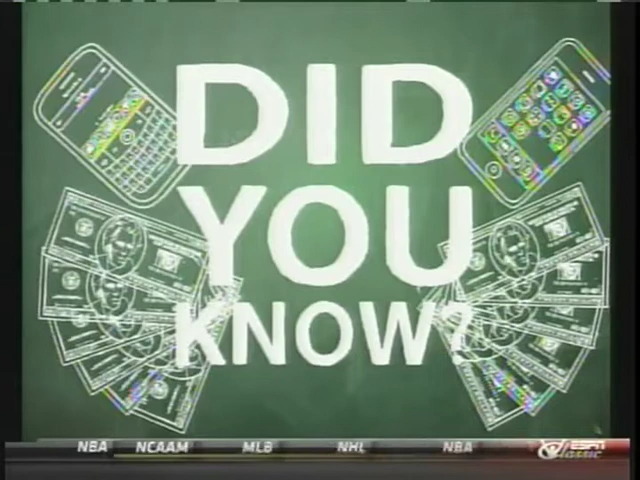 DID
YOU
KNOW?
NBA NCAAM MLB NHL NBA ESPN
Classic